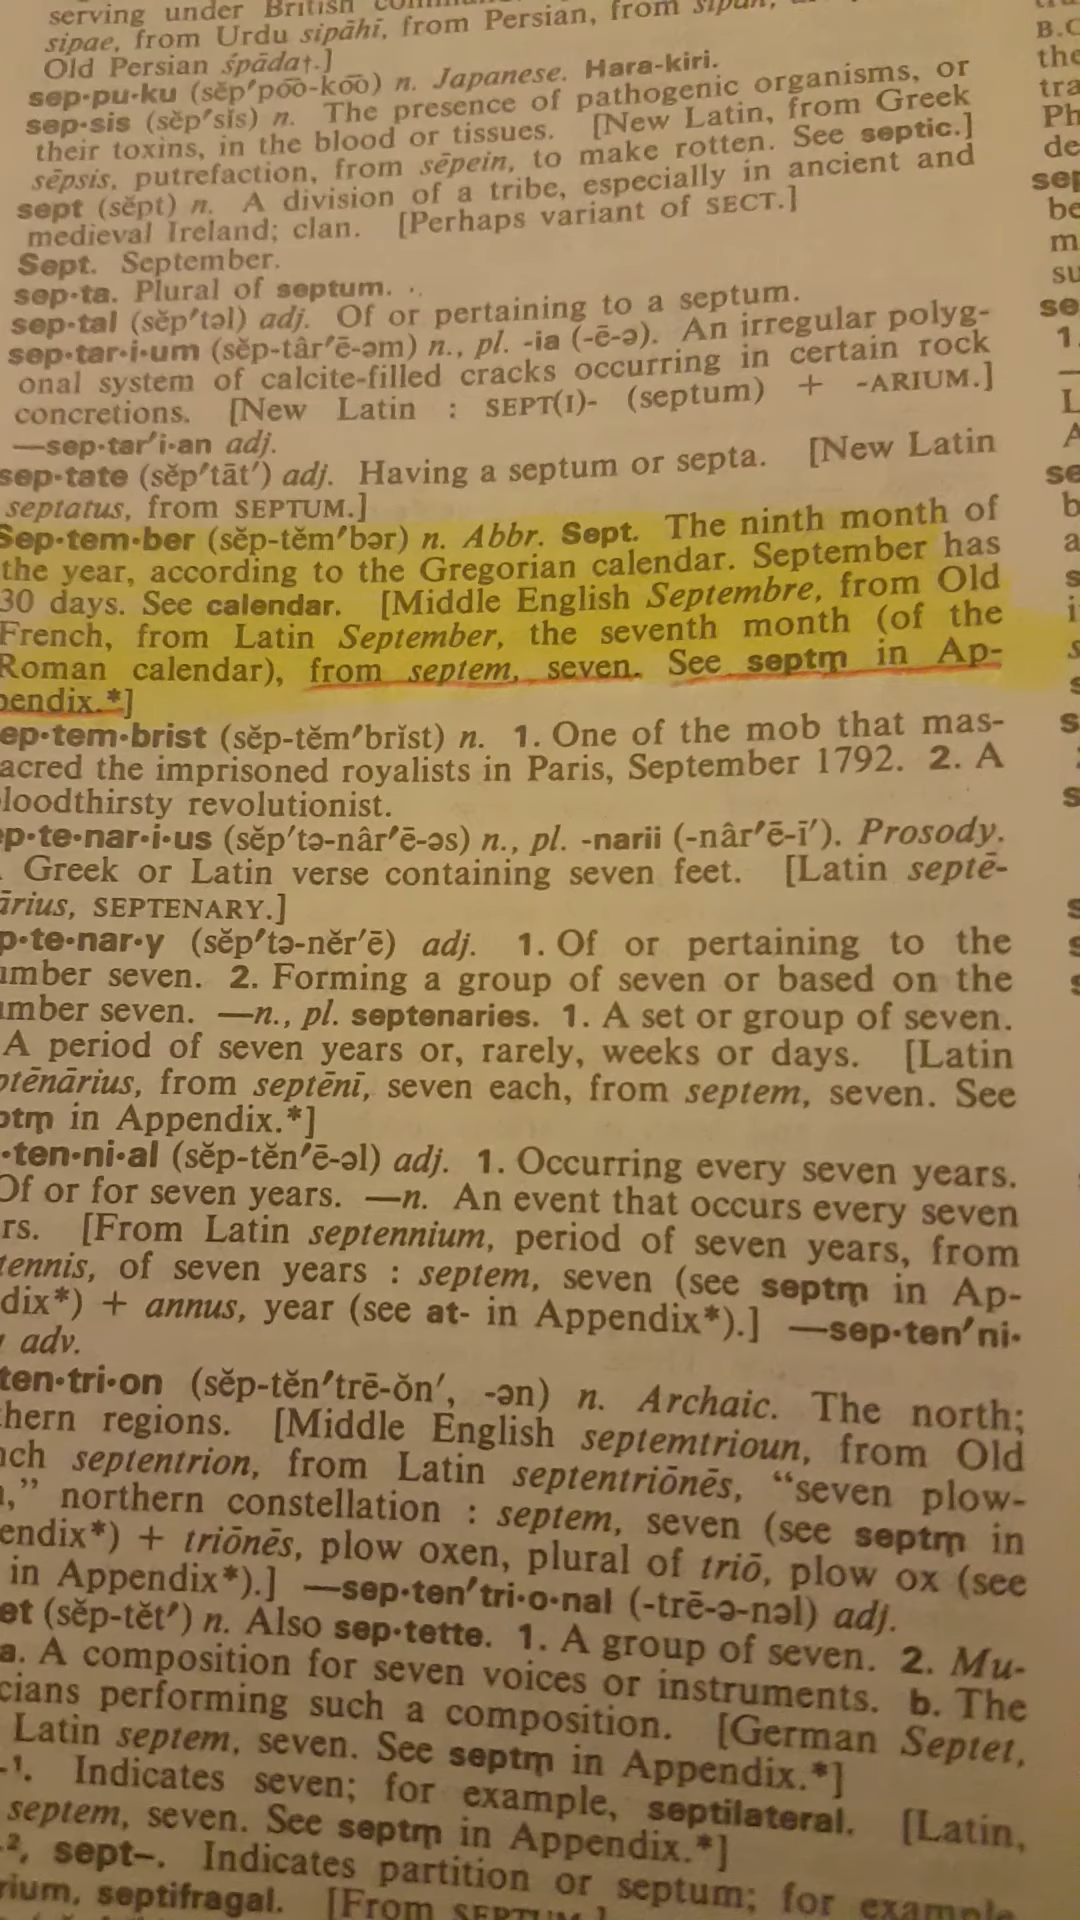 serving under British
sipae, from Urdu sipāhī, from Persian, from
Old Persian śpāda†.]
sep·pu·ku (sĕp′po͞o-ko͞o) n. Japanese. Hara-kiri.
sep·sis (sĕp′sĭs) n. The presence of pathogenic organisms, or
their toxins, in the blood or tissues. [New Latin, from Greek
sēpsis, putrefaction, from sēpein, to make rotten. See septic.]
sept (sĕpt) n. A division of a tribe, especially in ancient and
medieval Ireland; clan. [Perhaps variant of SECT.]
Sept. September.
sep·ta. Plural of septum.
sep·tal (sĕp′təl) adj. Of or pertaining to a septum.
sep·tar·i·um (sĕp-târ′ē-əm) n., pl. -ia (-ē-ə). An irregular polyg-
onal system of calcite-filled cracks occurring in certain rock
concretions. [New Latin : SEPT(I)- (septum) + -ARIUM.]
—sep·tar′i·an adj.
sep·tate (sĕp′tāt′) adj. Having a septum or septa. [New Latin
septatus, from SEPTUM.]
Sep·tem·ber (sĕp-tĕm′bər) n. Abbr. Sept. The ninth month of
the year, according to the Gregorian calendar. September has
30 days. See calendar. [Middle English Septembre, from Old
French, from Latin September, the seventh month (of the
Roman calendar), from septem, seven. See septm̥ in Ap-
pendix.*]
ep·tem·brist (sĕp-tĕm′brĭst) n. 1. One of the mob that mas-
acred the imprisoned royalists in Paris, September 1792. 2. A
loodthirsty revolutionist.
ep·te·nar·i·us (sĕp′tə-nâr′ē-əs) n., pl. -narii (-nâr′ē-ī′). Prosody.
Greek or Latin verse containing seven feet. [Latin septē-
ārius, SEPTENARY.]
p·te·nar·y (sĕp′tə-nĕr′ē) adj. 1. Of or pertaining to the
umber seven. 2. Forming a group of seven or based on the
umber seven. —n., pl. septenaries. 1. A set or group of seven.
A period of seven years or, rarely, weeks or days. [Latin
ptēnārius, from septēnī, seven each, from septem, seven. See
ptm̥ in Appendix.*]
·ten·ni·al (sĕp-tĕn′ē-əl) adj. 1. Occurring every seven years.
Of or for seven years. —n. An event that occurs every seven
rs. [From Latin septennium, period of seven years, from
tennis, of seven years : septem, seven (see septm̥ in Ap-
dix*) + annus, year (see at- in Appendix*).] —sep·ten′ni·
adv.
ten·tri·on (sĕp-tĕn′trē-ŏn′, -ən) n. Archaic. The north;
hern regions. [Middle English septemtrioun, from Old
nch septentrion, from Latin septentriōnēs, “seven plow-
,” northern constellation : septem, seven (see septm̥ in
endix*) + triōnēs, plow oxen, plural of triō, plow ox (see
in Appendix*).] —sep·ten′tri·o·nal (-trē-ə-nəl) adj.
et (sĕp-tĕt′) n. Also sep·tette. 1. A group of seven. 2. Mu-
a. A composition for seven voices or instruments. b. The
cians performing such a composition. [German Septet,
Latin septem, seven. See septm̥ in Appendix.*]
-¹. Indicates seven; for example, septilateral. [Latin,
septem, seven. See septm̥ in Appendix.*]
², sept–. Indicates partition or septum; for example
rium, septifragal. [From SEPTUM.]
B.C
the
tra
Ph
de
sep
be
m
su
se
1.
—
L
A
se
b
a
s
i
s
s
s
s
s
s
s